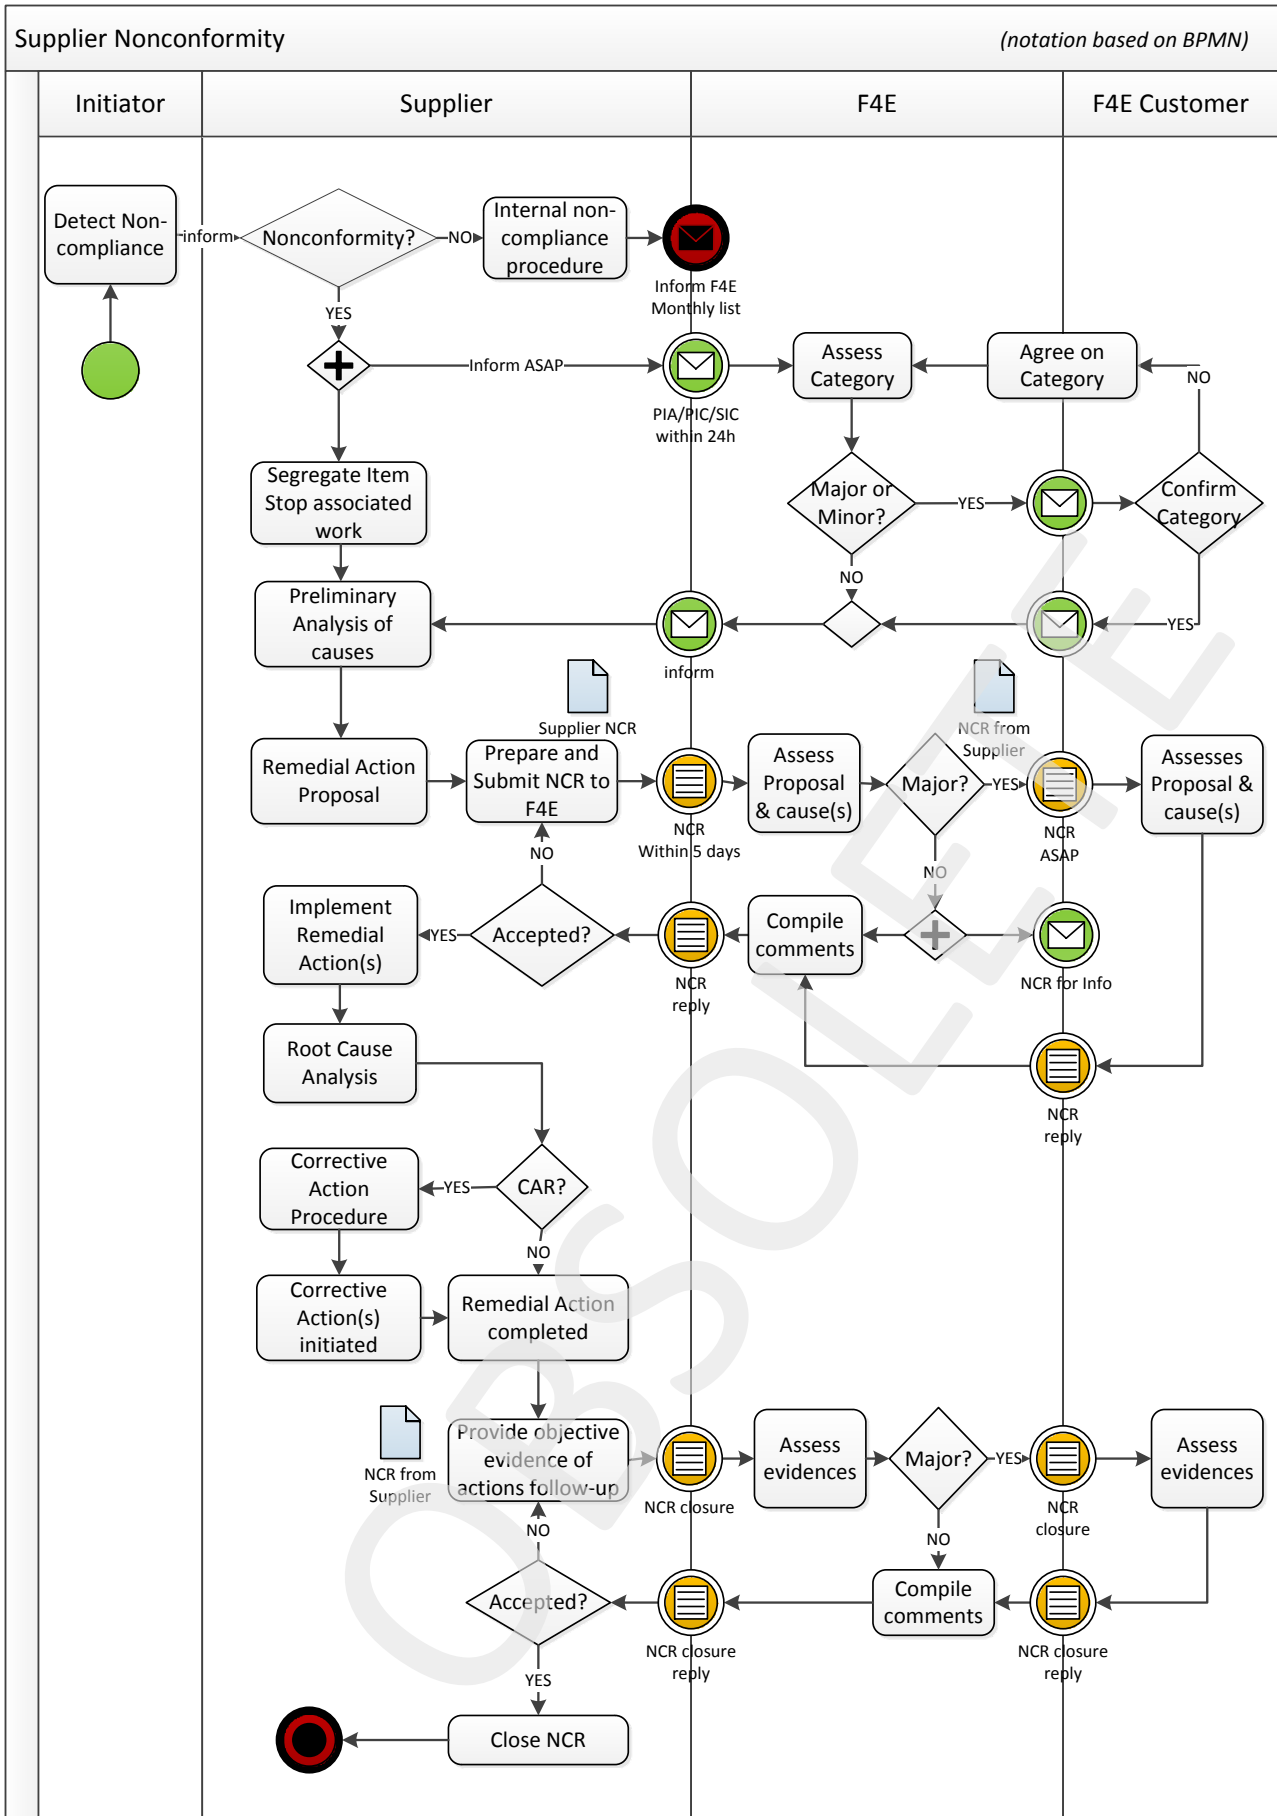 Supplier Nonconformity
(notation based on BPMN)
Initiator
Supplier
F4E
F4E Customer
Detect Non-
compliance
inform
Nonconformity?
NO
Internal non-
compliance
procedure
Inform F4E
Monthly list
YES
Inform ASAP
PIA/PIC/SIC
within 24h
Assess
Category
Agree on
Category
NO
Segregate Item
Stop associated
work
Major or
Minor?
YES
Confirm
Category
NO
YES
Preliminary
Analysis of
causes
inform
Supplier NCR
NCR from
Supplier
Remedial Action
Proposal
Prepare and
Submit NCR to
F4E
NCR
Within 5 days
Assess
Proposal
& cause(s)
Major?
YES
NCR
ASAP
Assesses
Proposal &
cause(s)
NO
NO
Implement
Remedial
Action(s)
YES
Accepted?
NCR
reply
Compile
comments
NCR for Info
Root Cause
Analysis
NCR
reply
Corrective
Action
Procedure
YES
CAR?
NO
Corrective
Action(s)
initiated
Remedial Action
completed
NCR from
Supplier
Provide objective
evidence of
actions follow-up
NCR closure
Assess
evidences
Major?
YES
NCR
closure
Assess
evidences
NO
NO
Accepted?
NCR closure
reply
Compile
comments
NCR closure
reply
YES
Close NCR
OBSOLETE